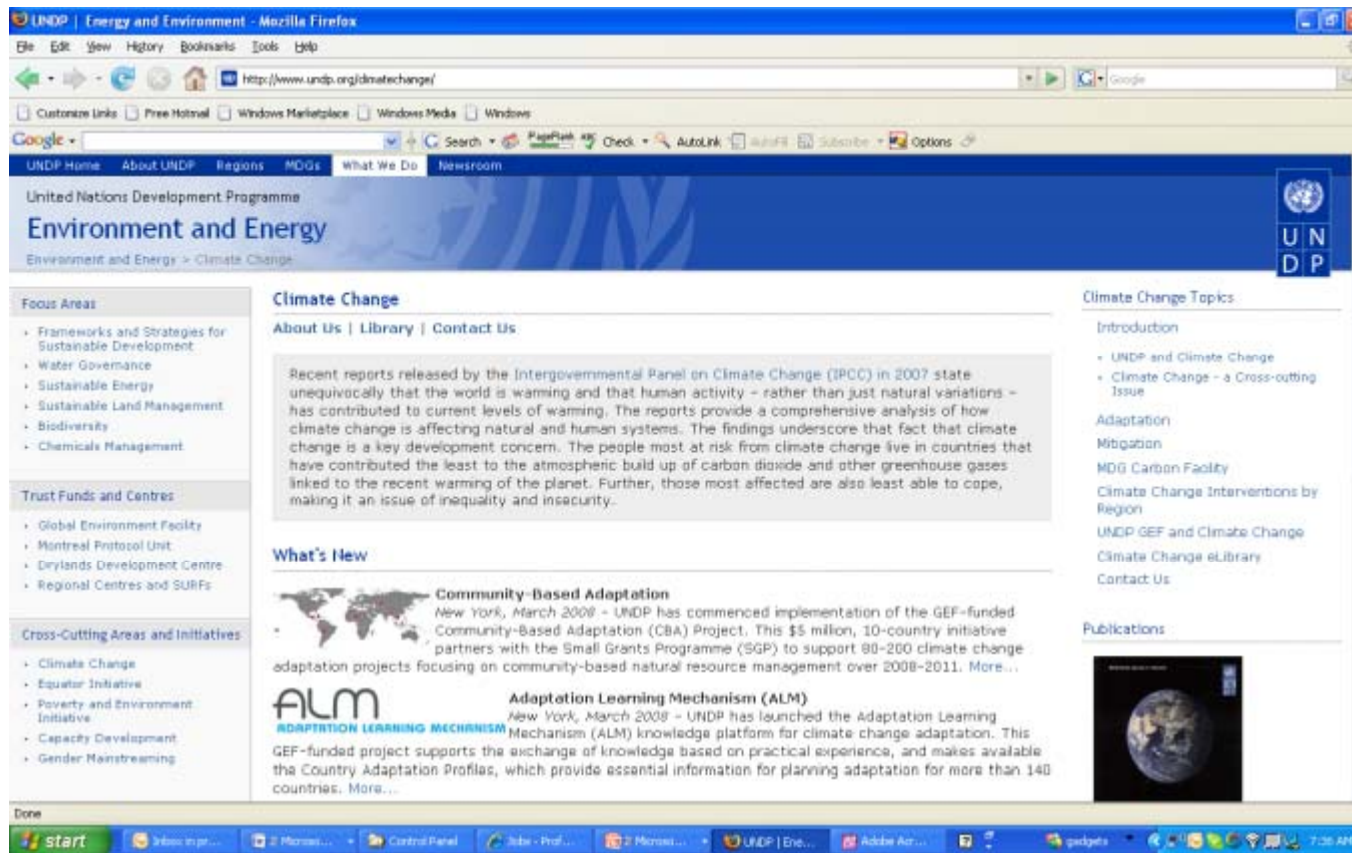 UNDP | Energy and Environment - Mozilla Firefox
File Edit View History Bookmarks Tools Help
http://www.undp.org/climatechange/
Google
Customize Links Free Hotmail Windows Marketplace Windows Media Windows
Google Search PageRank Check AutoLink AutoFill Subscribe Options
UNDP Home About UNDP Regions MDGs What We Do Newsroom
United Nations Development Programme
Environment and Energy
Environment and Energy > Climate Change
U N
D P
Focus Areas
Frameworks and Strategies for
Sustainable Development
Water Governance
Sustainable Energy
Sustainable Land Management
Biodiversity
Chemicals Management
Trust Funds and Centres
Global Environment Facility
Montreal Protocol Unit
Drylands Development Centre
Regional Centres and SURFs
Cross-Cutting Areas and Initiatives
Climate Change
Equator Initiative
Poverty and Environment
Initiative
Capacity Development
Gender Mainstreaming
Climate Change
About Us | Library | Contact Us
Recent reports released by the Intergovernmental Panel on Climate Change (IPCC) in 2007 state
unequivocally that the world is warming and that human activity – rather than just natural variations –
has contributed to current levels of warming. The reports provide a comprehensive analysis of how
climate change is affecting natural and human systems. The findings underscore that fact that climate
change is a key development concern. The people most at risk from climate change live in countries that
have contributed the least to the atmospheric build up of carbon dioxide and other greenhouse gases
linked to the recent warming of the planet. Further, those most affected are also least able to cope,
making it an issue of inequality and insecurity.
What's New
Community-Based Adaptation
New York, March 2008 - UNDP has commenced implementation of the GEF-funded
Community-Based Adaptation (CBA) Project. This $5 million, 10-country initiative
partners with the Small Grants Programme (SGP) to support 80-200 climate change
adaptation projects focusing on community-based natural resource management over 2008-2011. More...
ALM
ADAPTATION LEARNING MECHANISM
Adaptation Learning Mechanism (ALM)
New York, March 2008 - UNDP has launched the Adaptation Learning
Mechanism (ALM) knowledge platform for climate change adaptation. This
GEF-funded project supports the exchange of knowledge based on practical experience, and makes available
the Country Adaptation Profiles, which provide essential information for planning adaptation for more than 140
countries. More...
Climate Change Topics
Introduction
UNDP and Climate Change
Climate Change - a Cross-cutting
Issue
Adaptation
Mitigation
MDG Carbon Facility
Climate Change Interventions by
Region
UNDP GEF and Climate Change
Climate Change eLibrary
Contact Us
Publications
Done
start Inbox in pr... 2 Microso... Control Panel Jobs - Prof... 2 Microsoft... UNDP | Ene... Adobe Acr... gadgets 7:36 AM